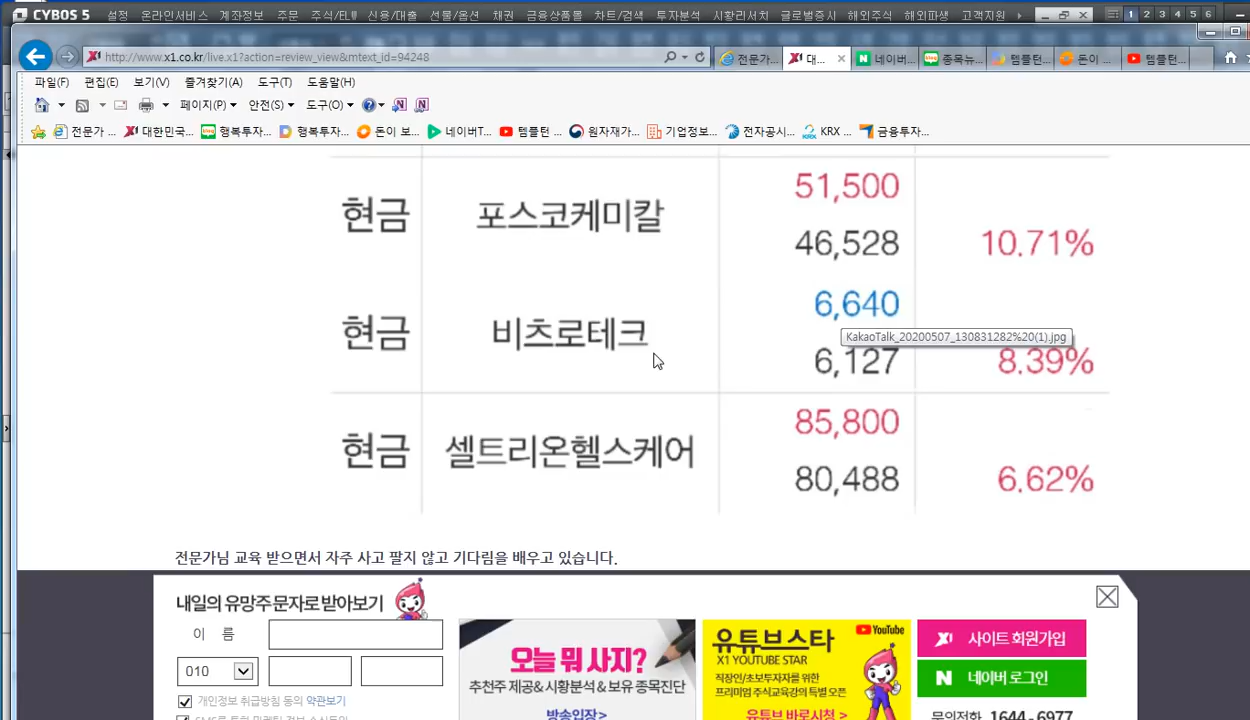 CYBOS 5 설정 온라인서비스 계좌정보 주문 주식/ELW 신용/대출 선물/옵션 채권 금융상품몰 차트/검색 투자분석 시황리서치 글로벌증시 해외주식 해외파생 고객지원 1 2 3 4 5 6
http://www.x1.co.kr/live.x1?action=review_view&mtext_id=94248
전문가... 대... 네이버... 종목뉴... 템플턴... 돈이 ... 템플턴...
파일(F) 편집(E) 보기(V) 즐겨찾기(A) 도구(T) 도움말(H)
페이지(P) 안전(S) 도구(O)
전문가 ... 대한민국... 행복투자... 행복투자... 돈이 보... 네이버T... 템플턴 ... 원자재가... 기업정보... 전자공시... KRX ... 금융투자...
51,500
현금 포스코케미칼
46,528 10.71%
6,640
현금 비츠로테크
KakaoTalk_20200507_130831282%20(1).jpg
6,127 8.39%
85,800
현금 셀트리온헬스케어
80,488 6.62%
전문가님 교육 받으면서 자주 사고 팔지 않고 기다림을 배우고 있습니다.
내일의 유망주 문자로 받아보기
이 름
010
개인정보 취급방침 동의 약관보기
오늘 뭐 사지?
추천주 제공& 시황분석 & 보유 종목진단
방송입장>
YouTube
유튜브스타
X1 YOUTUBE STAR
직장인/초보투자자를 위한
프리미엄 주식교육강의 특별 오픈
유튜브 바로시청 >
X1 사이트 회원가입
N 네이버 로그인
문의전화 1644-6977